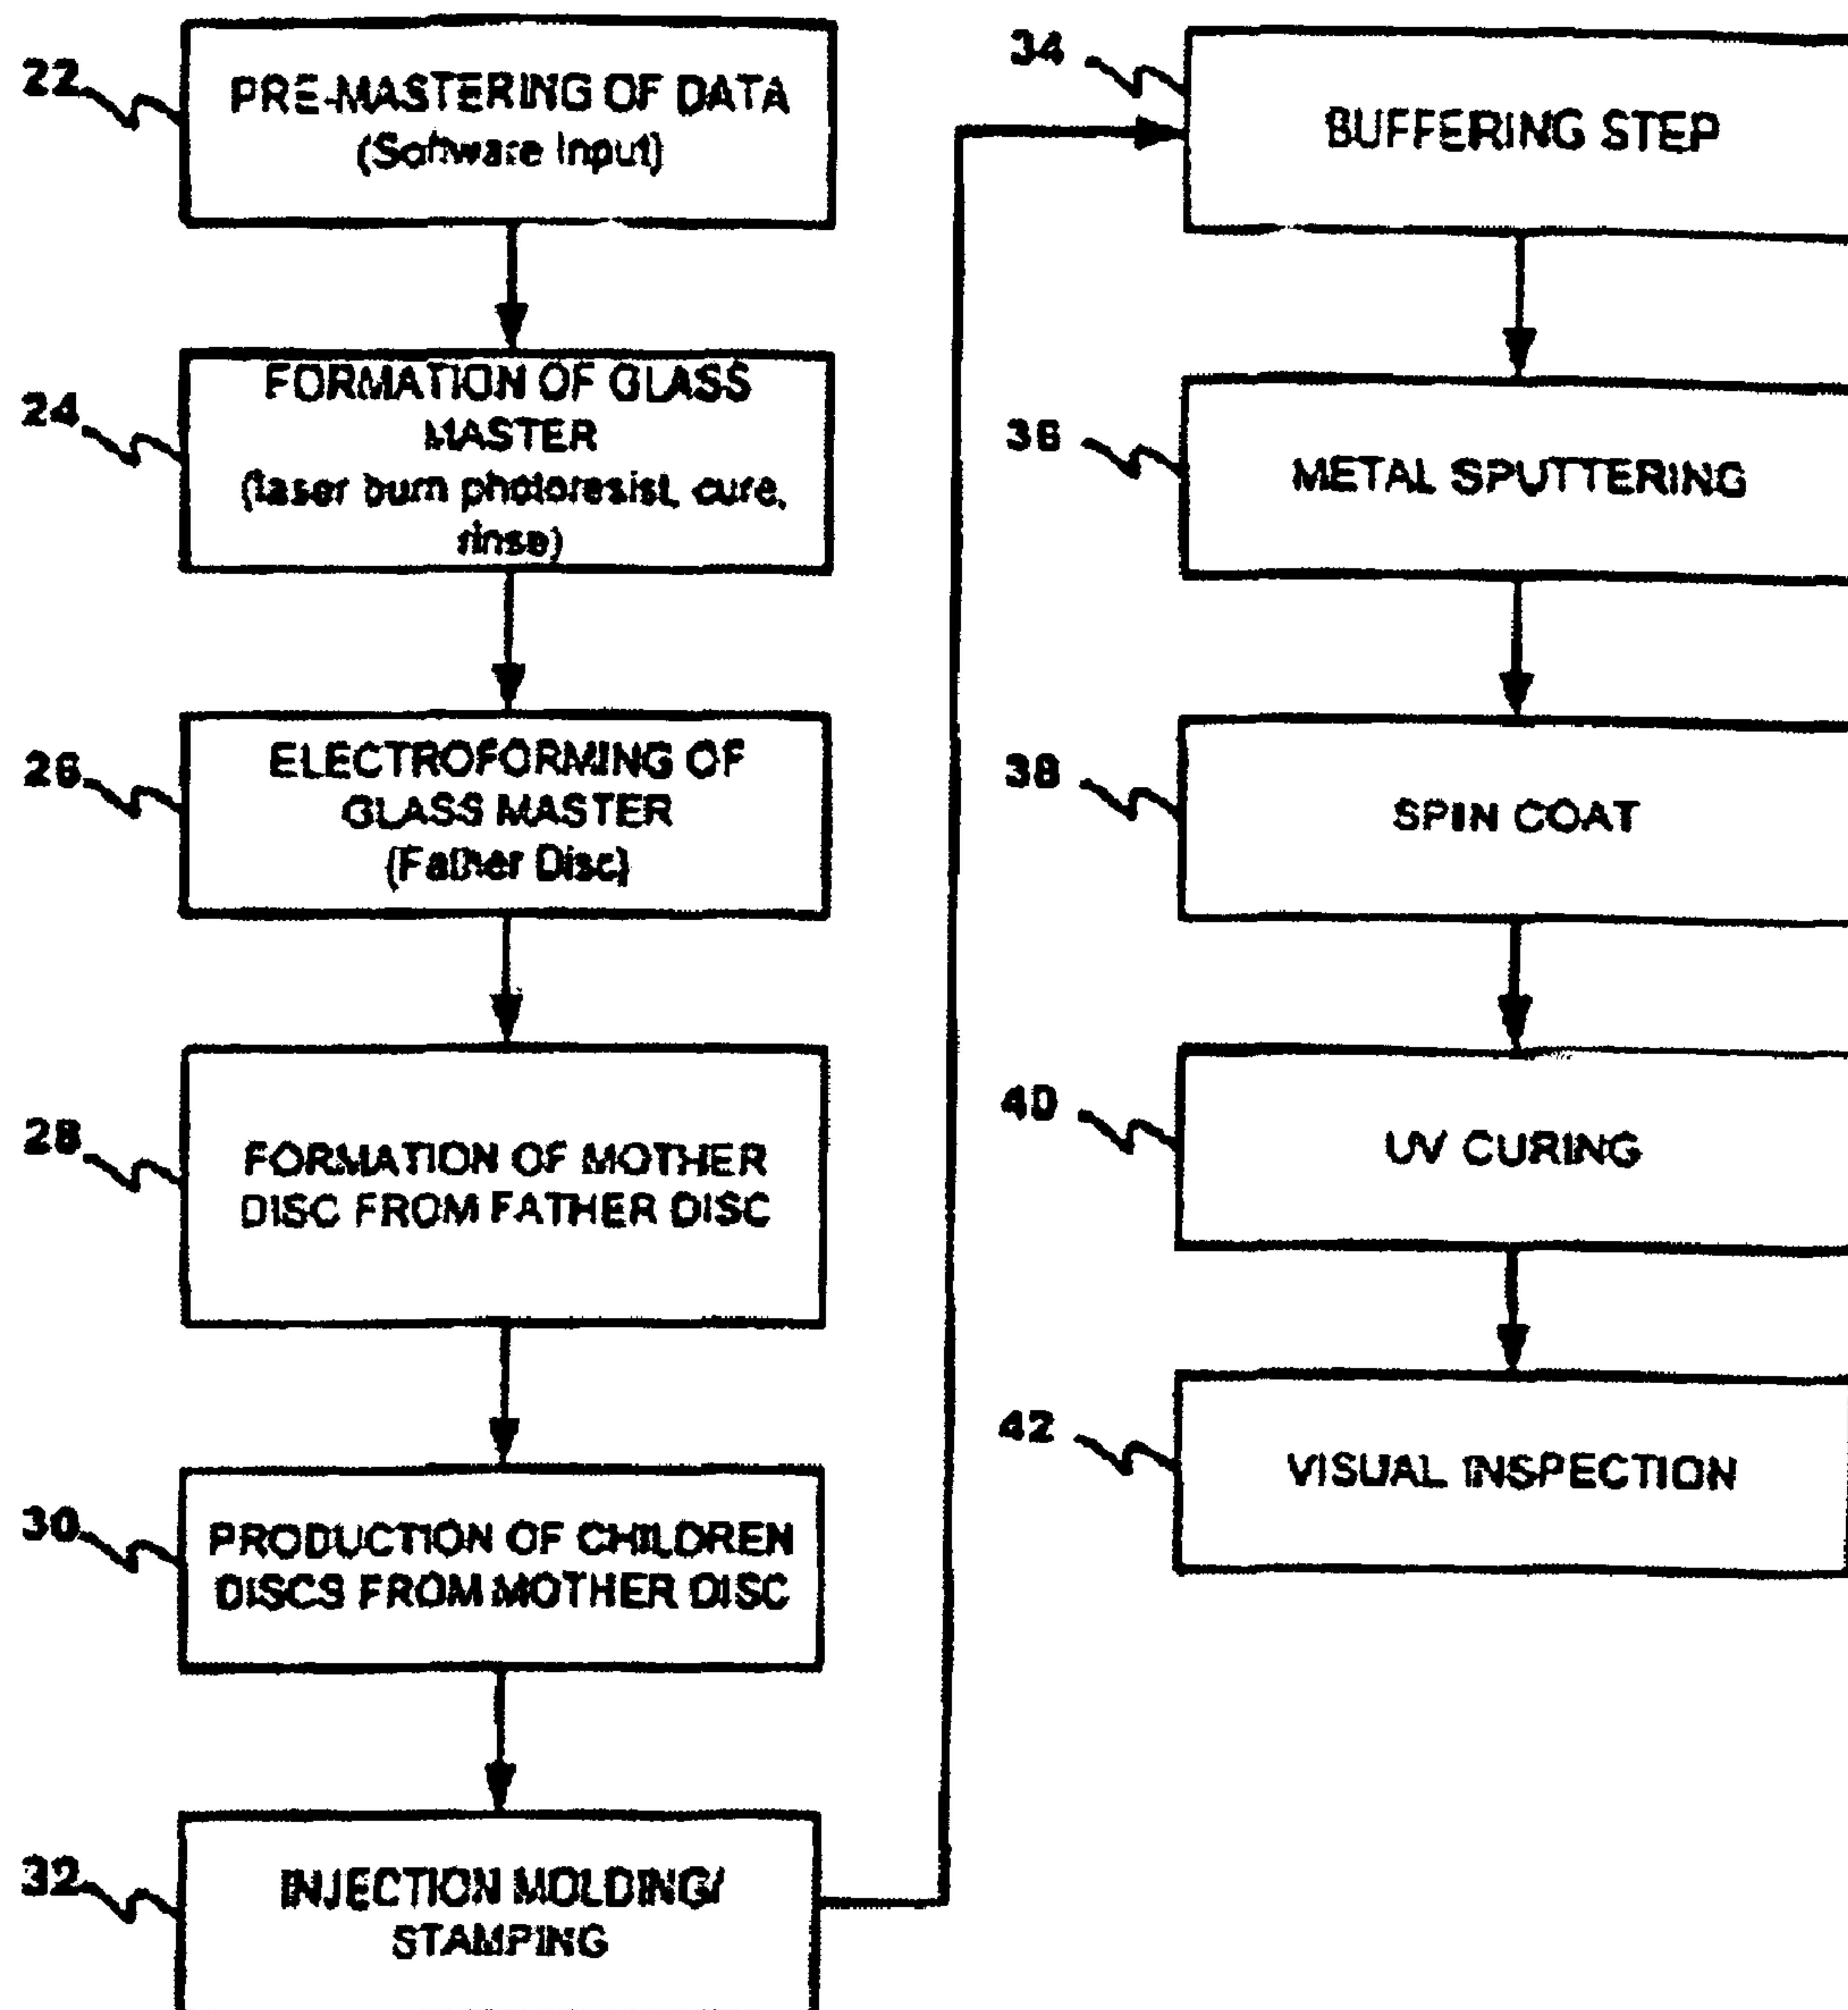 22
PRE-MASTERING OF DATA
(Software Input)
24
FORMATION OF GLASS
MASTER
(laser burn photoresist, cure,
rinse)
26
ELECTROFORMING OF
GLASS MASTER
(Father Disc)
28
FORMATION OF MOTHER
DISC FROM FATHER DISC
30
PRODUCTION OF CHILDREN
DISCS FROM MOTHER DISC
32
INJECTION MOLDING/
STAMPING
34
BUFFERING STEP
36
METAL SPUTTERING
38
SPIN COAT
40
UV CURING
42
VISUAL INSPECTION